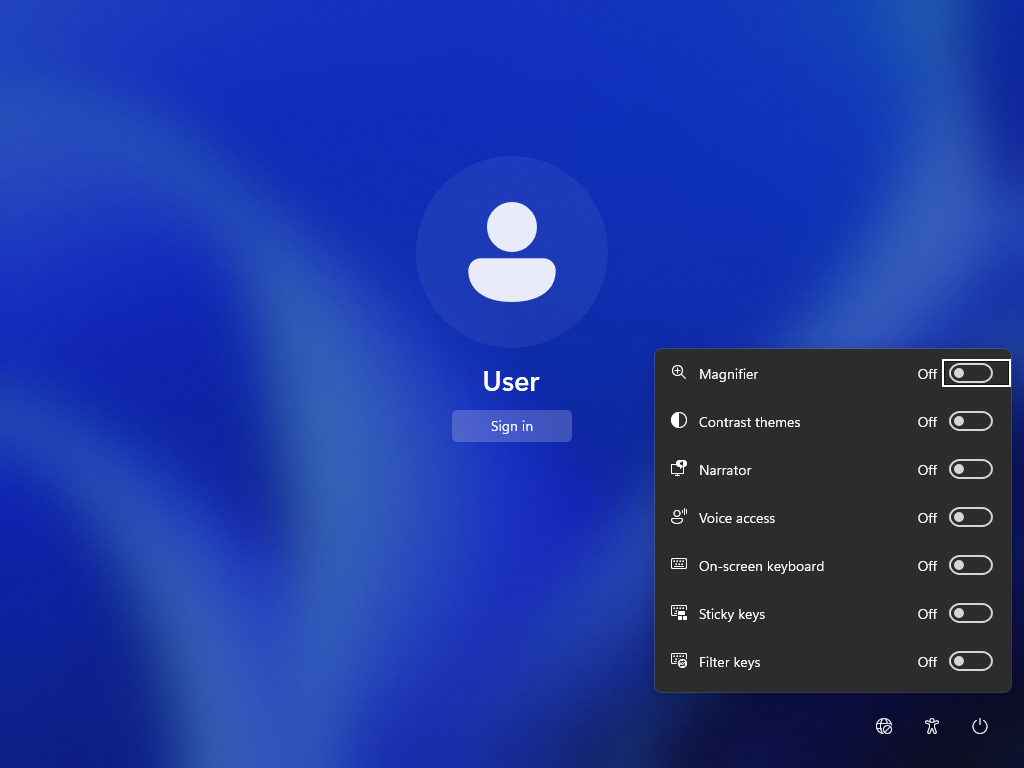 User
Sign in
Magnifier Off
Contrast themes Off
Narrator Off
Voice access Off
On-screen keyboard Off
Sticky keys Off
Filter keys Off